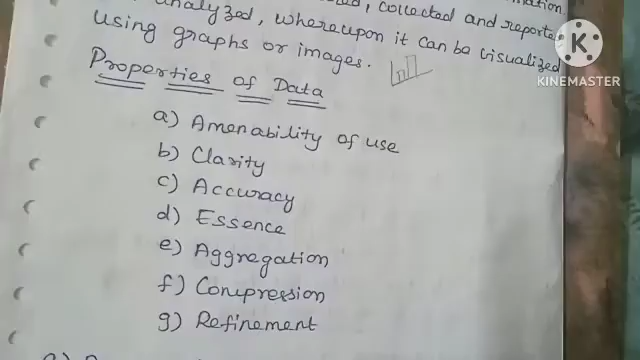 collected and reported
analyzed, whereupon it can be visualized
using graphs or images.
KINEMASTER
Properties of Data
a) Amenability of use
b) Clarity
c) Accuracy
d) Essence
e) Aggregation
f) Compression
g) Refinement